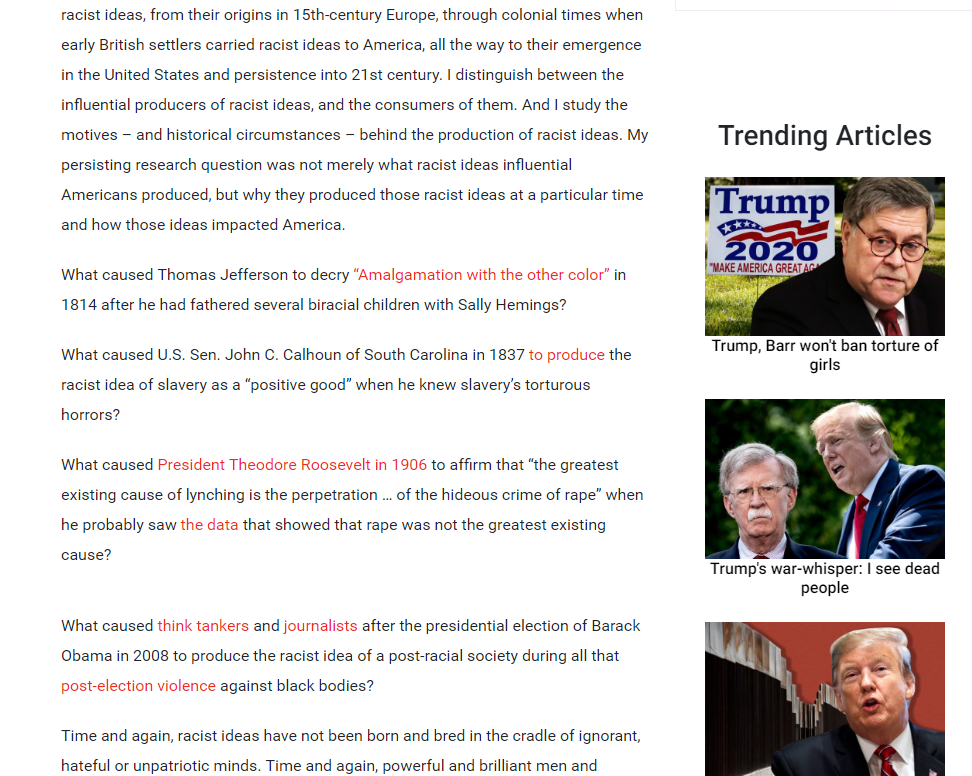 racist ideas, from their origins in 15th-century Europe, through colonial times when
early British settlers carried racist ideas to America, all the way to their emergence
in the United States and persistence into 21st century. I distinguish between the
influential producers of racist ideas, and the consumers of them. And I study the
motives – and historical circumstances – behind the production of racist ideas. My
persisting research question was not merely what racist ideas influential
Americans produced, but why they produced those racist ideas at a particular time
and how those ideas impacted America.
What caused Thomas Jefferson to decry “Amalgamation with the other color” in
1814 after he had fathered several biracial children with Sally Hemings?
What caused U.S. Sen. John C. Calhoun of South Carolina in 1837 to produce the
racist idea of slavery as a “positive good” when he knew slavery’s torturous
horrors?
What caused President Theodore Roosevelt in 1906 to affirm that “the greatest
existing cause of lynching is the perpetration … of the hideous crime of rape” when
he probably saw the data that showed that rape was not the greatest existing
cause?
What caused think tankers and journalists after the presidential election of Barack
Obama in 2008 to produce the racist idea of a post-racial society during all that
post-election violence against black bodies?
Time and again, racist ideas have not been born and bred in the cradle of ignorant,
hateful or unpatriotic minds. Time and again, powerful and brilliant men and
Trending Articles
Trump
2020
"MAKE AMERICA GREAT AG
Trump, Barr won't ban torture of
girls
Trump's war-whisper: I see dead
people